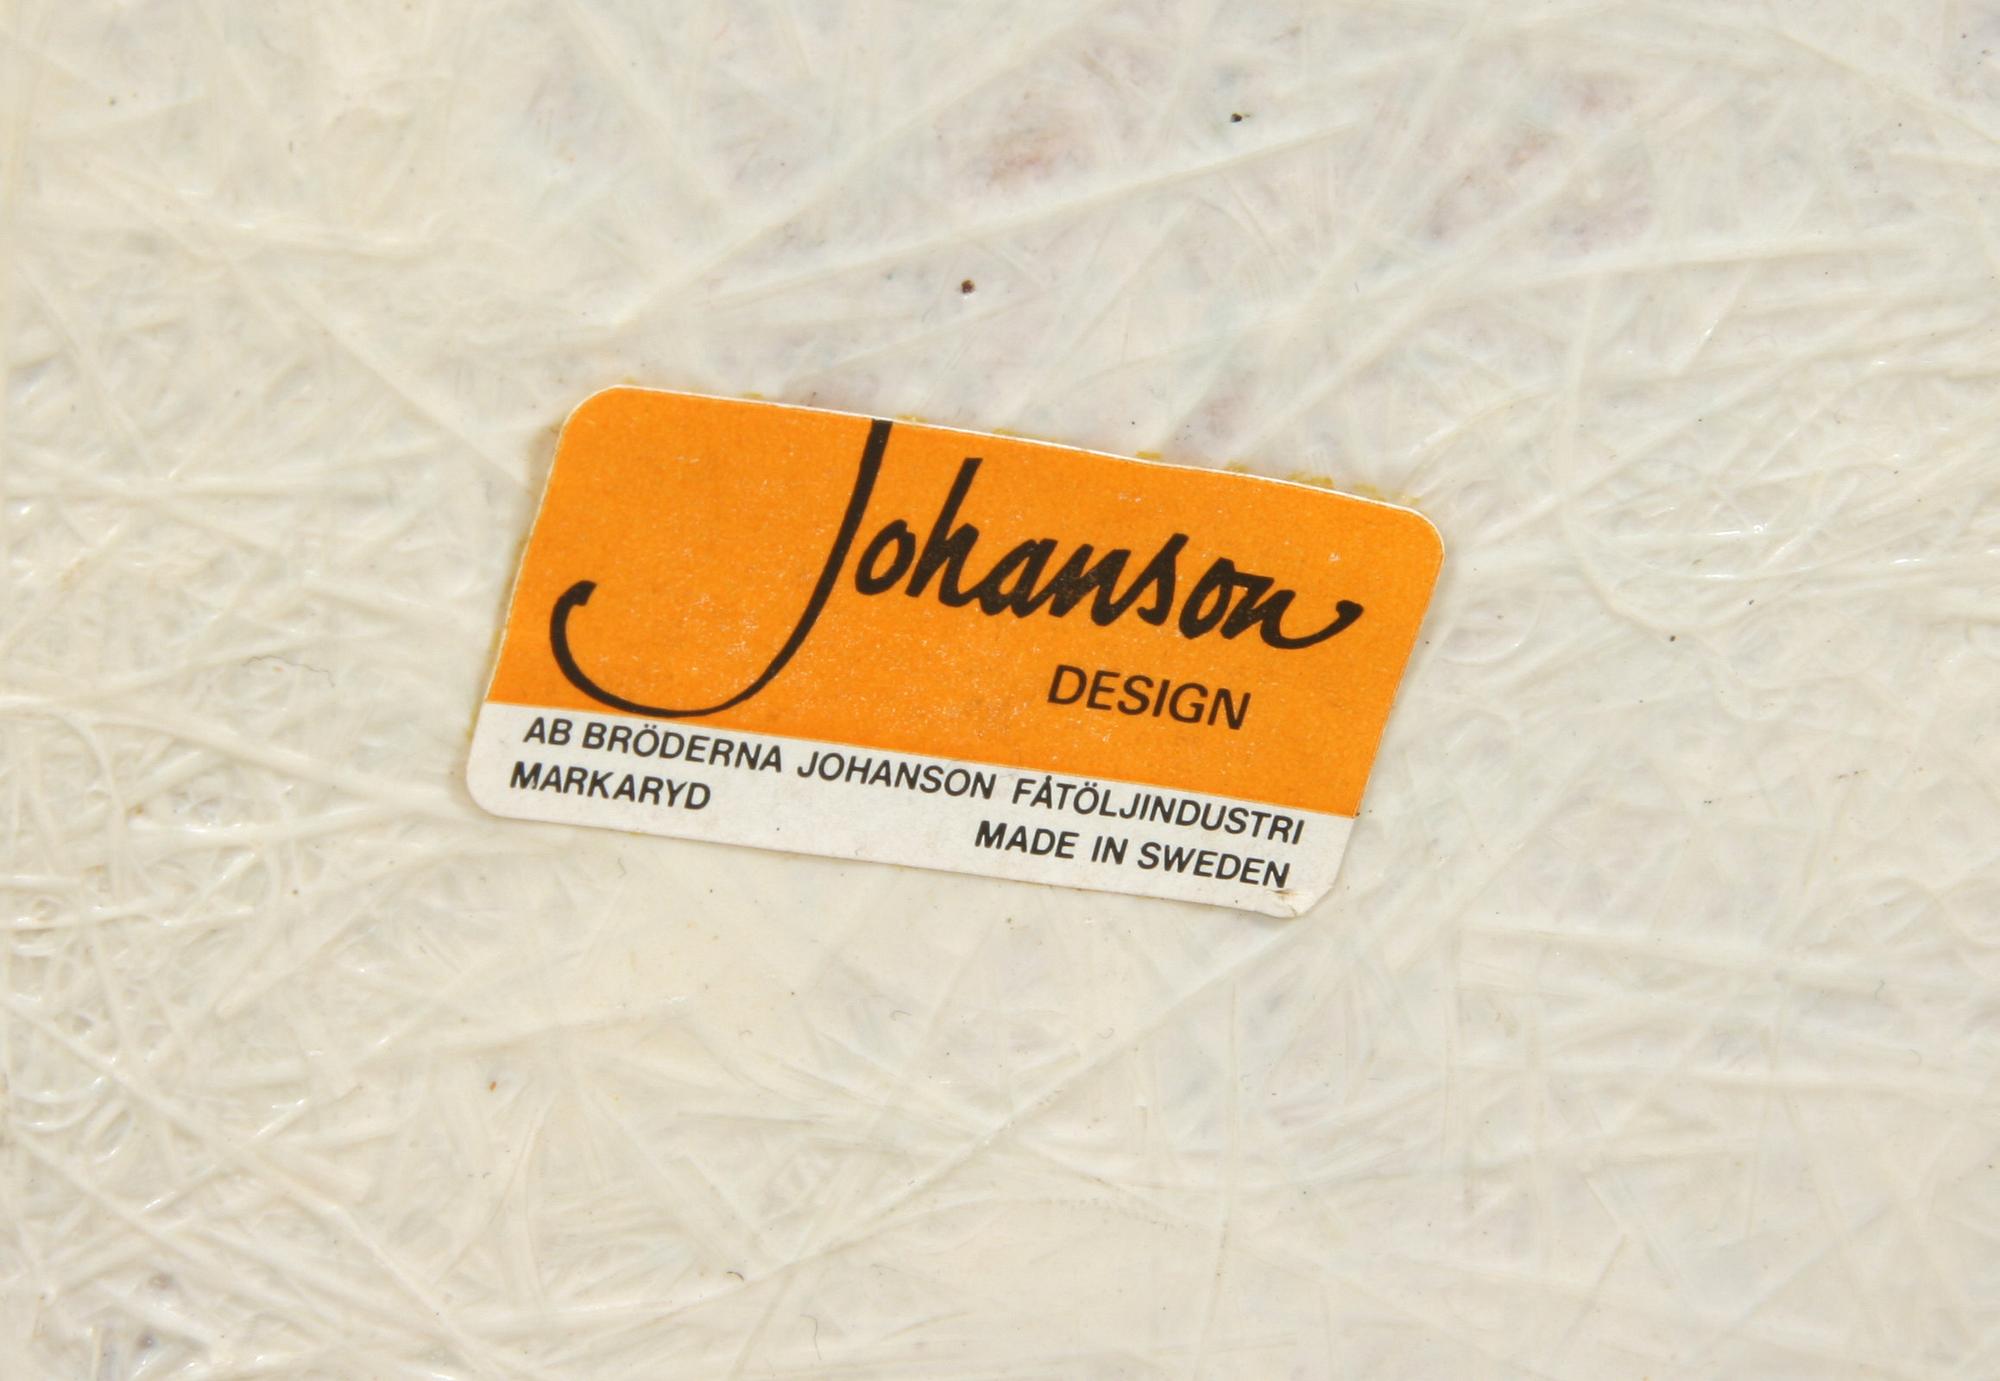 Johanson
DESIGN
AB BRÖDERNA JOHANSON FÅTÖLJINDUSTRI
MARKARYD
MADE IN SWEDEN